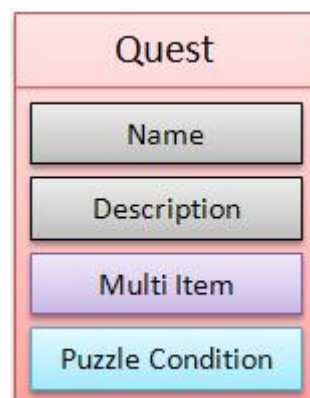 Quest
Name
Description
Multi Item
Puzzle Condition